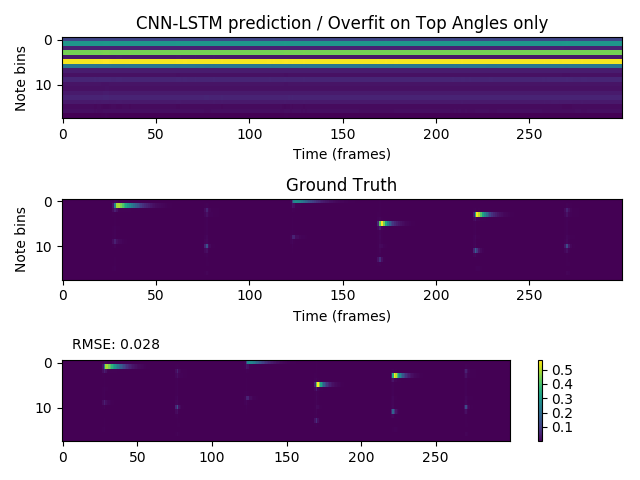 CNN-LSTM prediction / Overfit on Top Angles only
0
10
Note bins
0 50 100 150 200 250
Time (frames)
Ground Truth
0
10
Note bins
0 50 100 150 200 250
Time (frames)
RMSE: 0.028
0
10
0 50 100 150 200 250
0.5
0.4
0.3
0.2
0.1